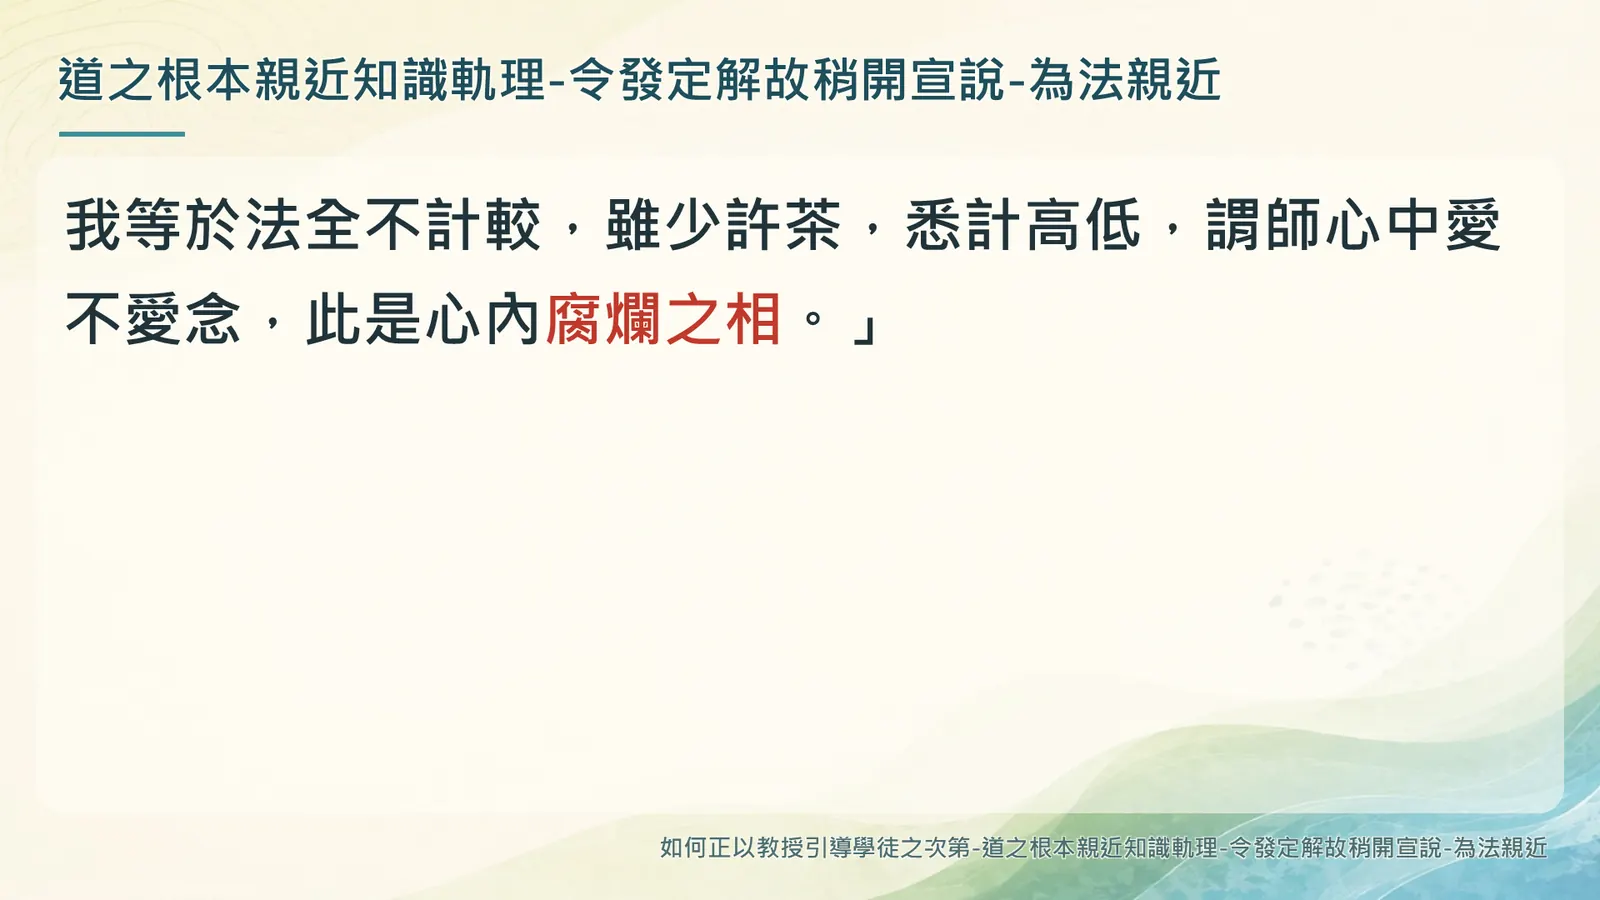 道之根本親近知識軌理-令發定解故稍開宣說-為法親近
我等於法全不計較，雖少許茶，悉計高低，謂師心中愛
不愛念，此是心內腐爛之相。」
如何正以教授引導學徒之次第-道之根本親近知識軌理-令發定解故稍開宣說-為法親近